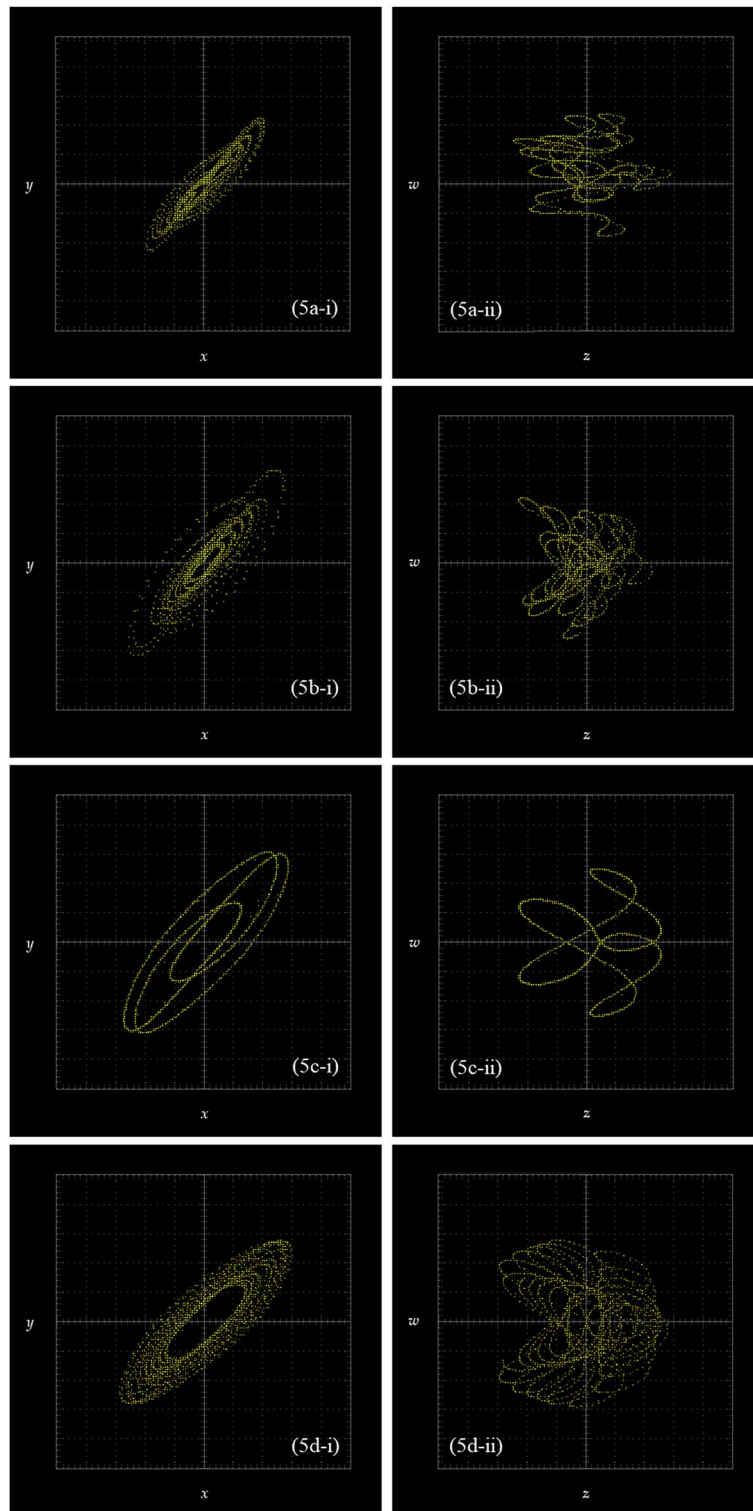 y
(5a-i)
x
w
(5a-ii)
z
y
(5b-i)
x
w
(5b-ii)
z
y
(5c-i)
x
w
(5c-ii)
z
y
(5d-i)
x
w
(5d-ii)
z